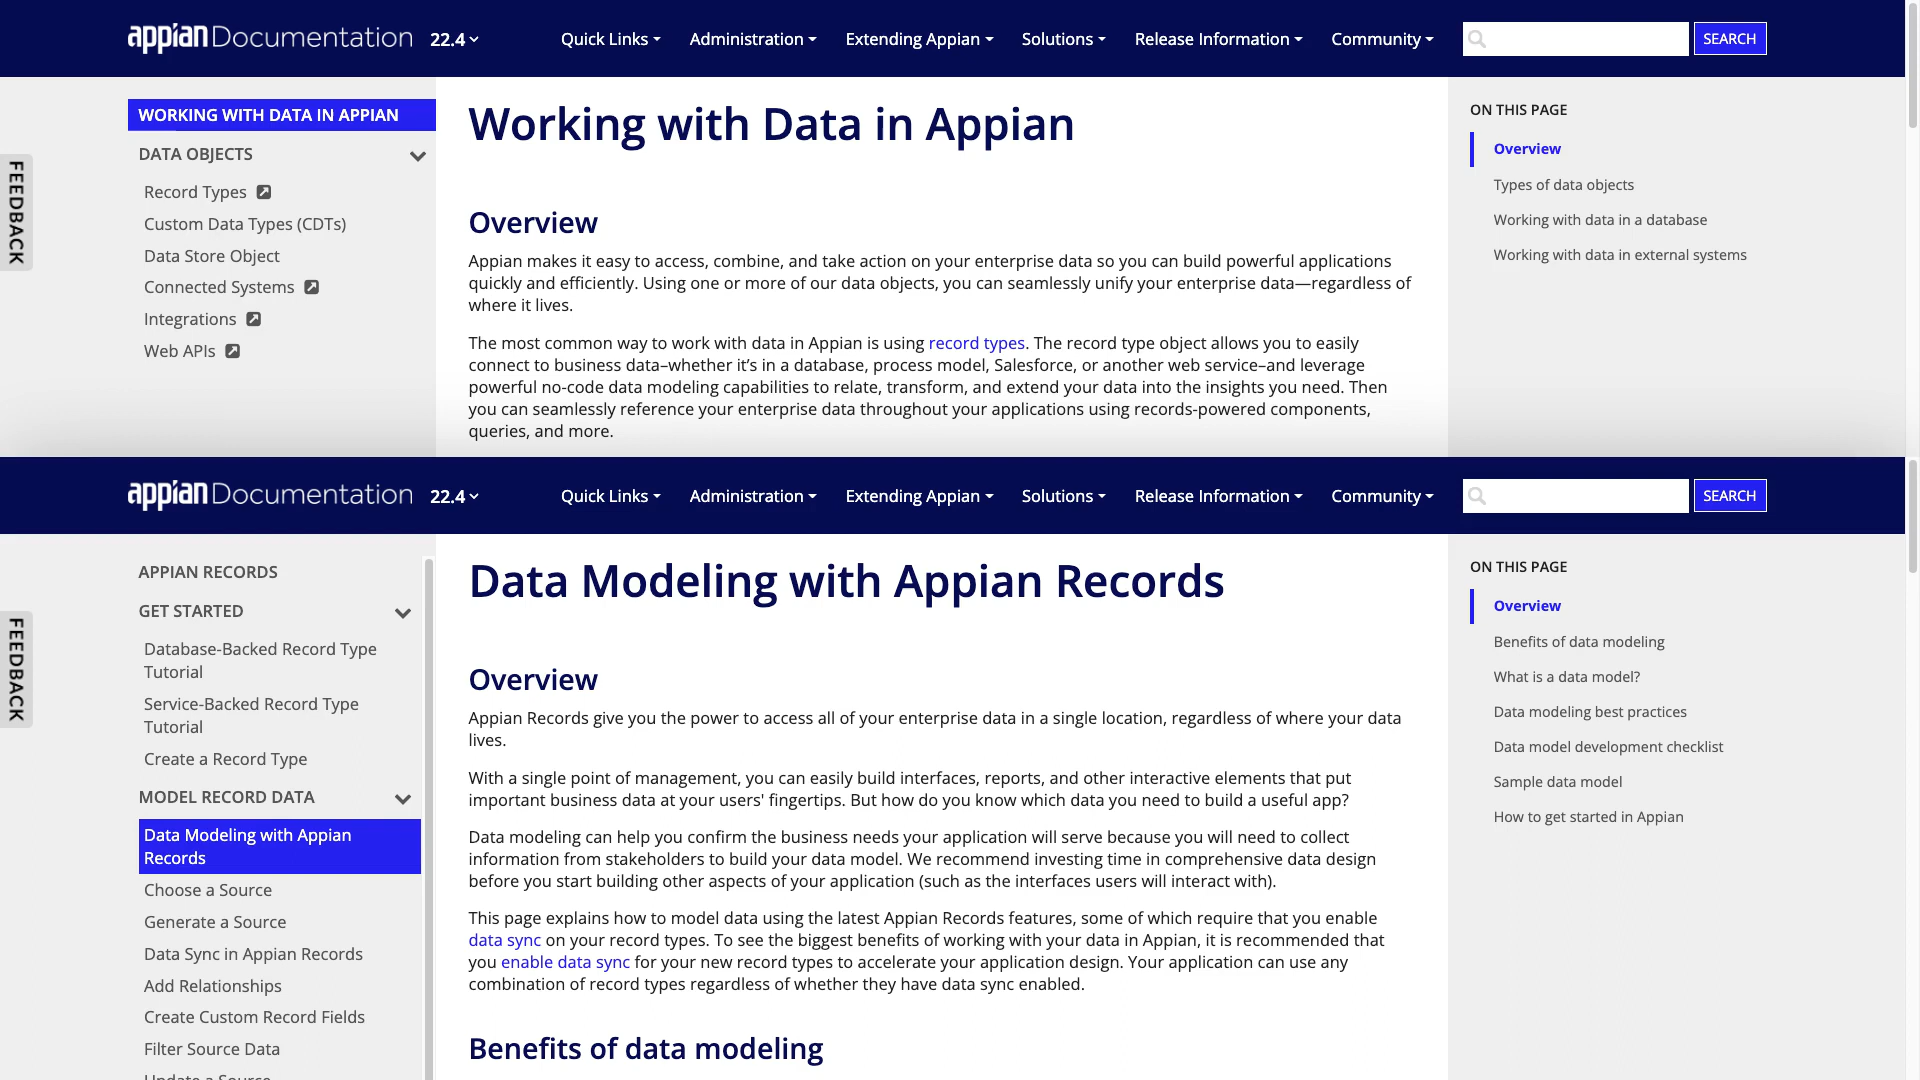 appian Documentation 22.4 Quick Links Administration Extending Appian Solutions Release Information Community SEARCH
WORKING WITH DATA IN APPIAN
DATA OBJECTS
Record Types
Custom Data Types (CDTs)
Data Store Object
Connected Systems
Integrations
Web APIs
FEEDBACK
Working with Data in Appian
Overview
Appian makes it easy to access, combine, and take action on your enterprise data so you can build powerful applications
quickly and efficiently. Using one or more of our data objects, you can seamlessly unify your enterprise data—regardless of
where it lives.
The most common way to work with data in Appian is using record types. The record type object allows you to easily
connect to business data–whether it's in a database, process model, Salesforce, or another web service–and leverage
powerful no-code data modeling capabilities to relate, transform, and extend your data into the insights you need. Then
you can seamlessly reference your enterprise data throughout your applications using records-powered components,
queries, and more.
ON THIS PAGE
Overview
Types of data objects
Working with data in a database
Working with data in external systems
appian Documentation 22.4 Quick Links Administration Extending Appian Solutions Release Information Community SEARCH
APPIAN RECORDS
GET STARTED
Database-Backed Record Type
Tutorial
Service-Backed Record Type
Tutorial
Create a Record Type
MODEL RECORD DATA
Data Modeling with Appian
Records
Choose a Source
Generate a Source
Data Sync in Appian Records
Add Relationships
Create Custom Record Fields
Filter Source Data
Update a Source
FEEDBACK
Data Modeling with Appian Records
Overview
Appian Records give you the power to access all of your enterprise data in a single location, regardless of where your data
lives.
With a single point of management, you can easily build interfaces, reports, and other interactive elements that put
important business data at your users' fingertips. But how do you know which data you need to build a useful app?
Data modeling can help you confirm the business needs your application will serve because you will need to collect
information from stakeholders to build your data model. We recommend investing time in comprehensive data design
before you start building other aspects of your application (such as the interfaces users will interact with).
This page explains how to model data using the latest Appian Records features, some of which require that you enable
data sync on your record types. To see the biggest benefits of working with your data in Appian, it is recommended that
you enable data sync for your new record types to accelerate your application design. Your application can use any
combination of record types regardless of whether they have data sync enabled.
Benefits of data modeling
ON THIS PAGE
Overview
Benefits of data modeling
What is a data model?
Data modeling best practices
Data model development checklist
Sample data model
How to get started in Appian